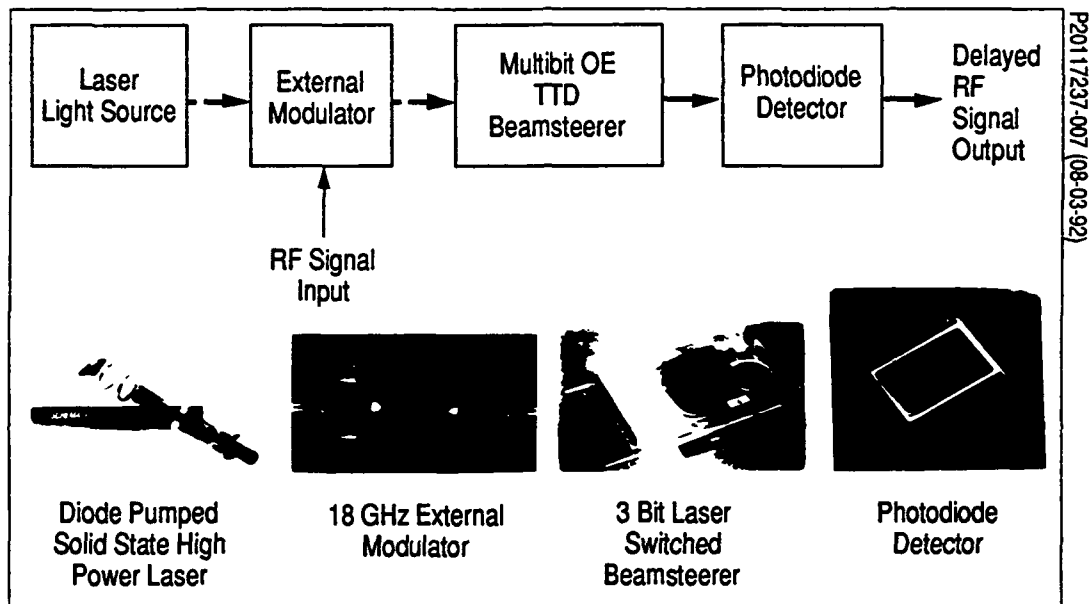 Laser
Light Source
External
Modulator
Multibit OE
TTD
Beamsteerer
Photodiode
Detector
Delayed
RF
Signal
Output
RF Signal
Input
P20117237-007 (08-03-92)
Diode Pumped
Solid State High
Power Laser
18 GHz External
Modulator
3 Bit Laser
Switched
Beamsteerer
Photodiode
Detector